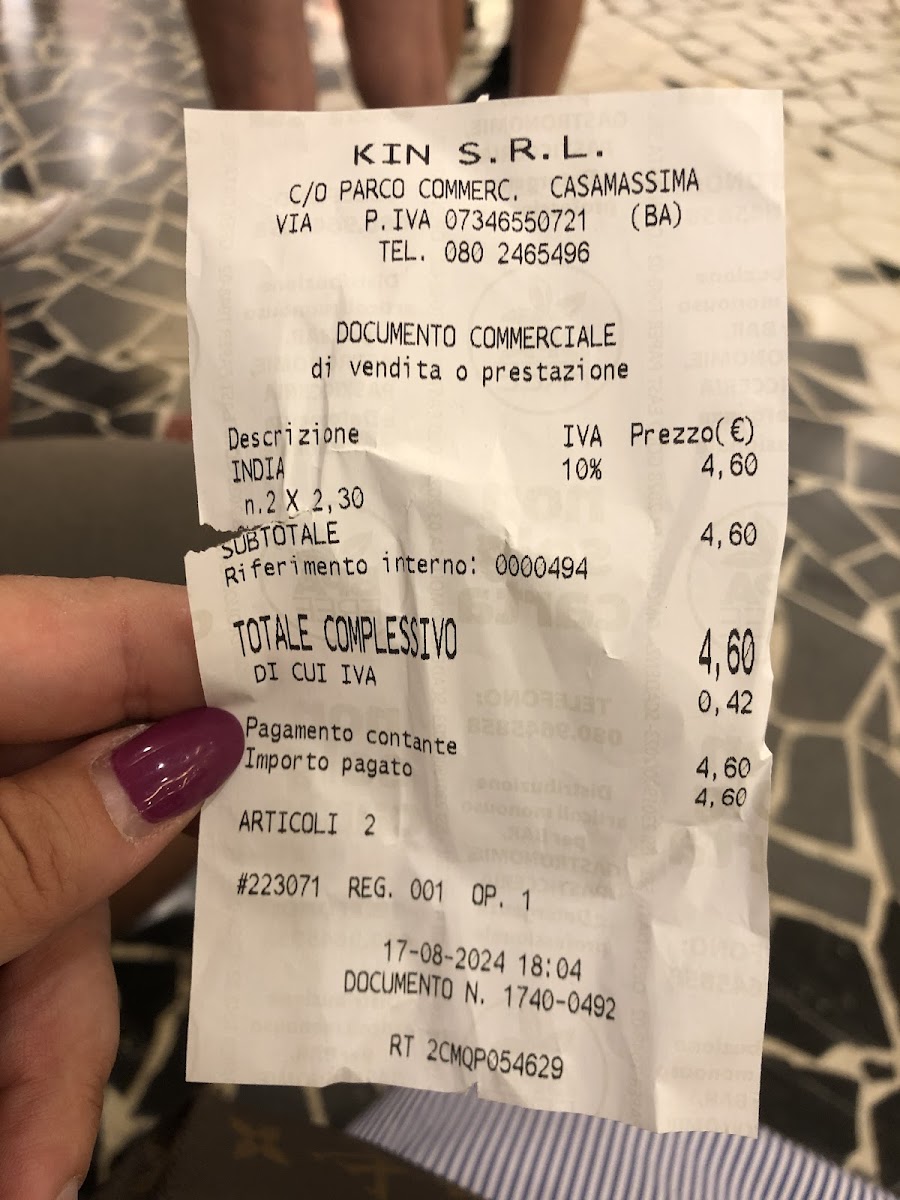 KIN S.R.L.
C/O PARCO COMMERC. CASAMASSIMA
VIA P.IVA 07346550721 (BA)
TEL. 080 2465496
DOCUMENTO COMMERCIALE
di vendita o prestazione
Descrizione IVA Prezzo(€)
INDIA 10% 4,60
n.2 X 2,30
SUBTOTALE 4,60
Riferimento interno: 0000494
TOTALE COMPLESSIVO 4,60
DI CUI IVA 0,42
Pagamento contante 4,60
Importo pagato 4,60
ARTICOLI 2
#223071 REG. 001 OP. 1
17-08-2024 18:04
DOCUMENTO N. 1740-0492
RT 2CMQP054629